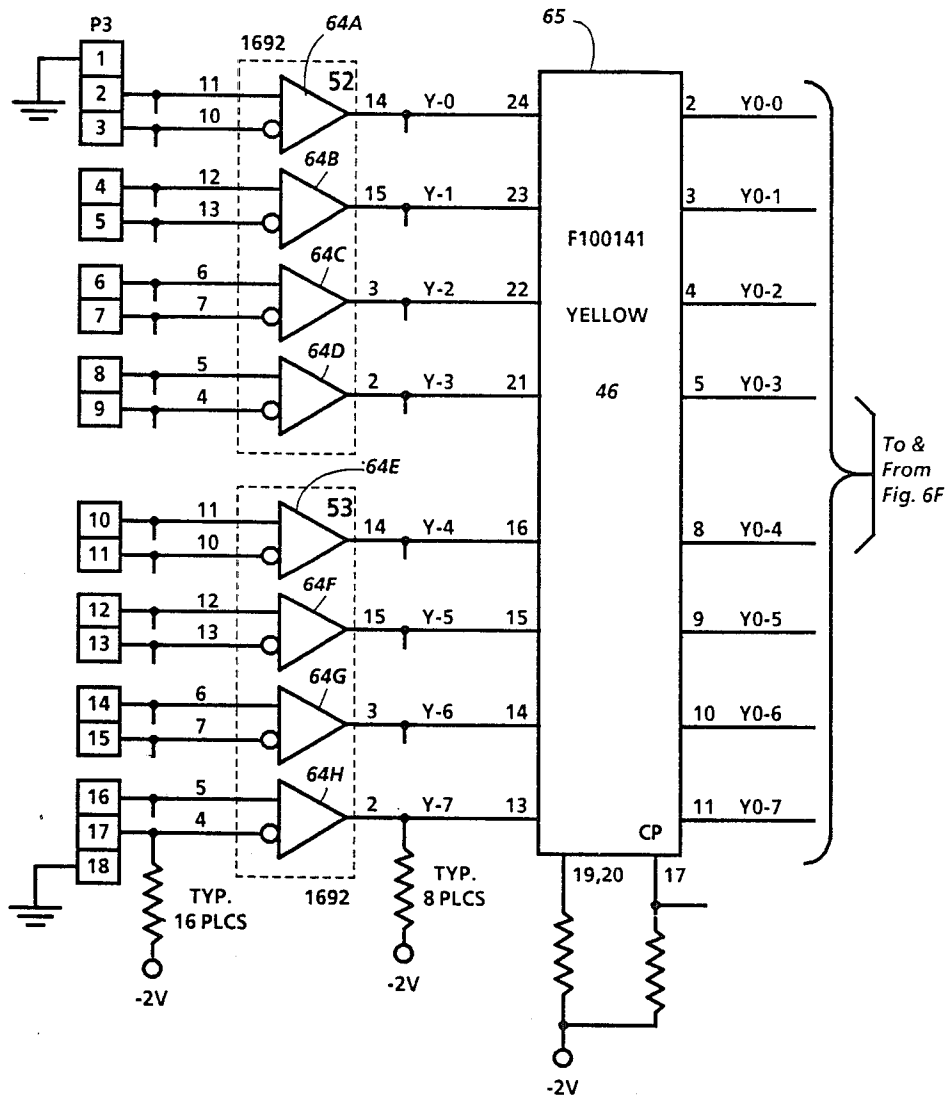 P3
1
2
3
4
5
6
7
8
9
10
11
12
13
14
15
16
17
18
1692
64A
52
11
10
14 Y-0 24
64B
12
13
15 Y-1 23
64C
6
7
3 Y-2 22
64D
5
4
2 Y-3 21
64E
53
11
10
14 Y-4 16
64F
12
13
15 Y-5 15
64G
6
7
3 Y-6 14
64H
5
4
2 Y-7 13
1692
TYP.
16 PLCS
-2V
TYP.
8 PLCS
-2V
65
F100141
YELLOW
46
CP
19,20
17
-2V
2 Y0-0
3 Y0-1
4 Y0-2
5 Y0-3
8 Y0-4
9 Y0-5
10 Y0-6
11 Y0-7
To &
From
Fig. 6F